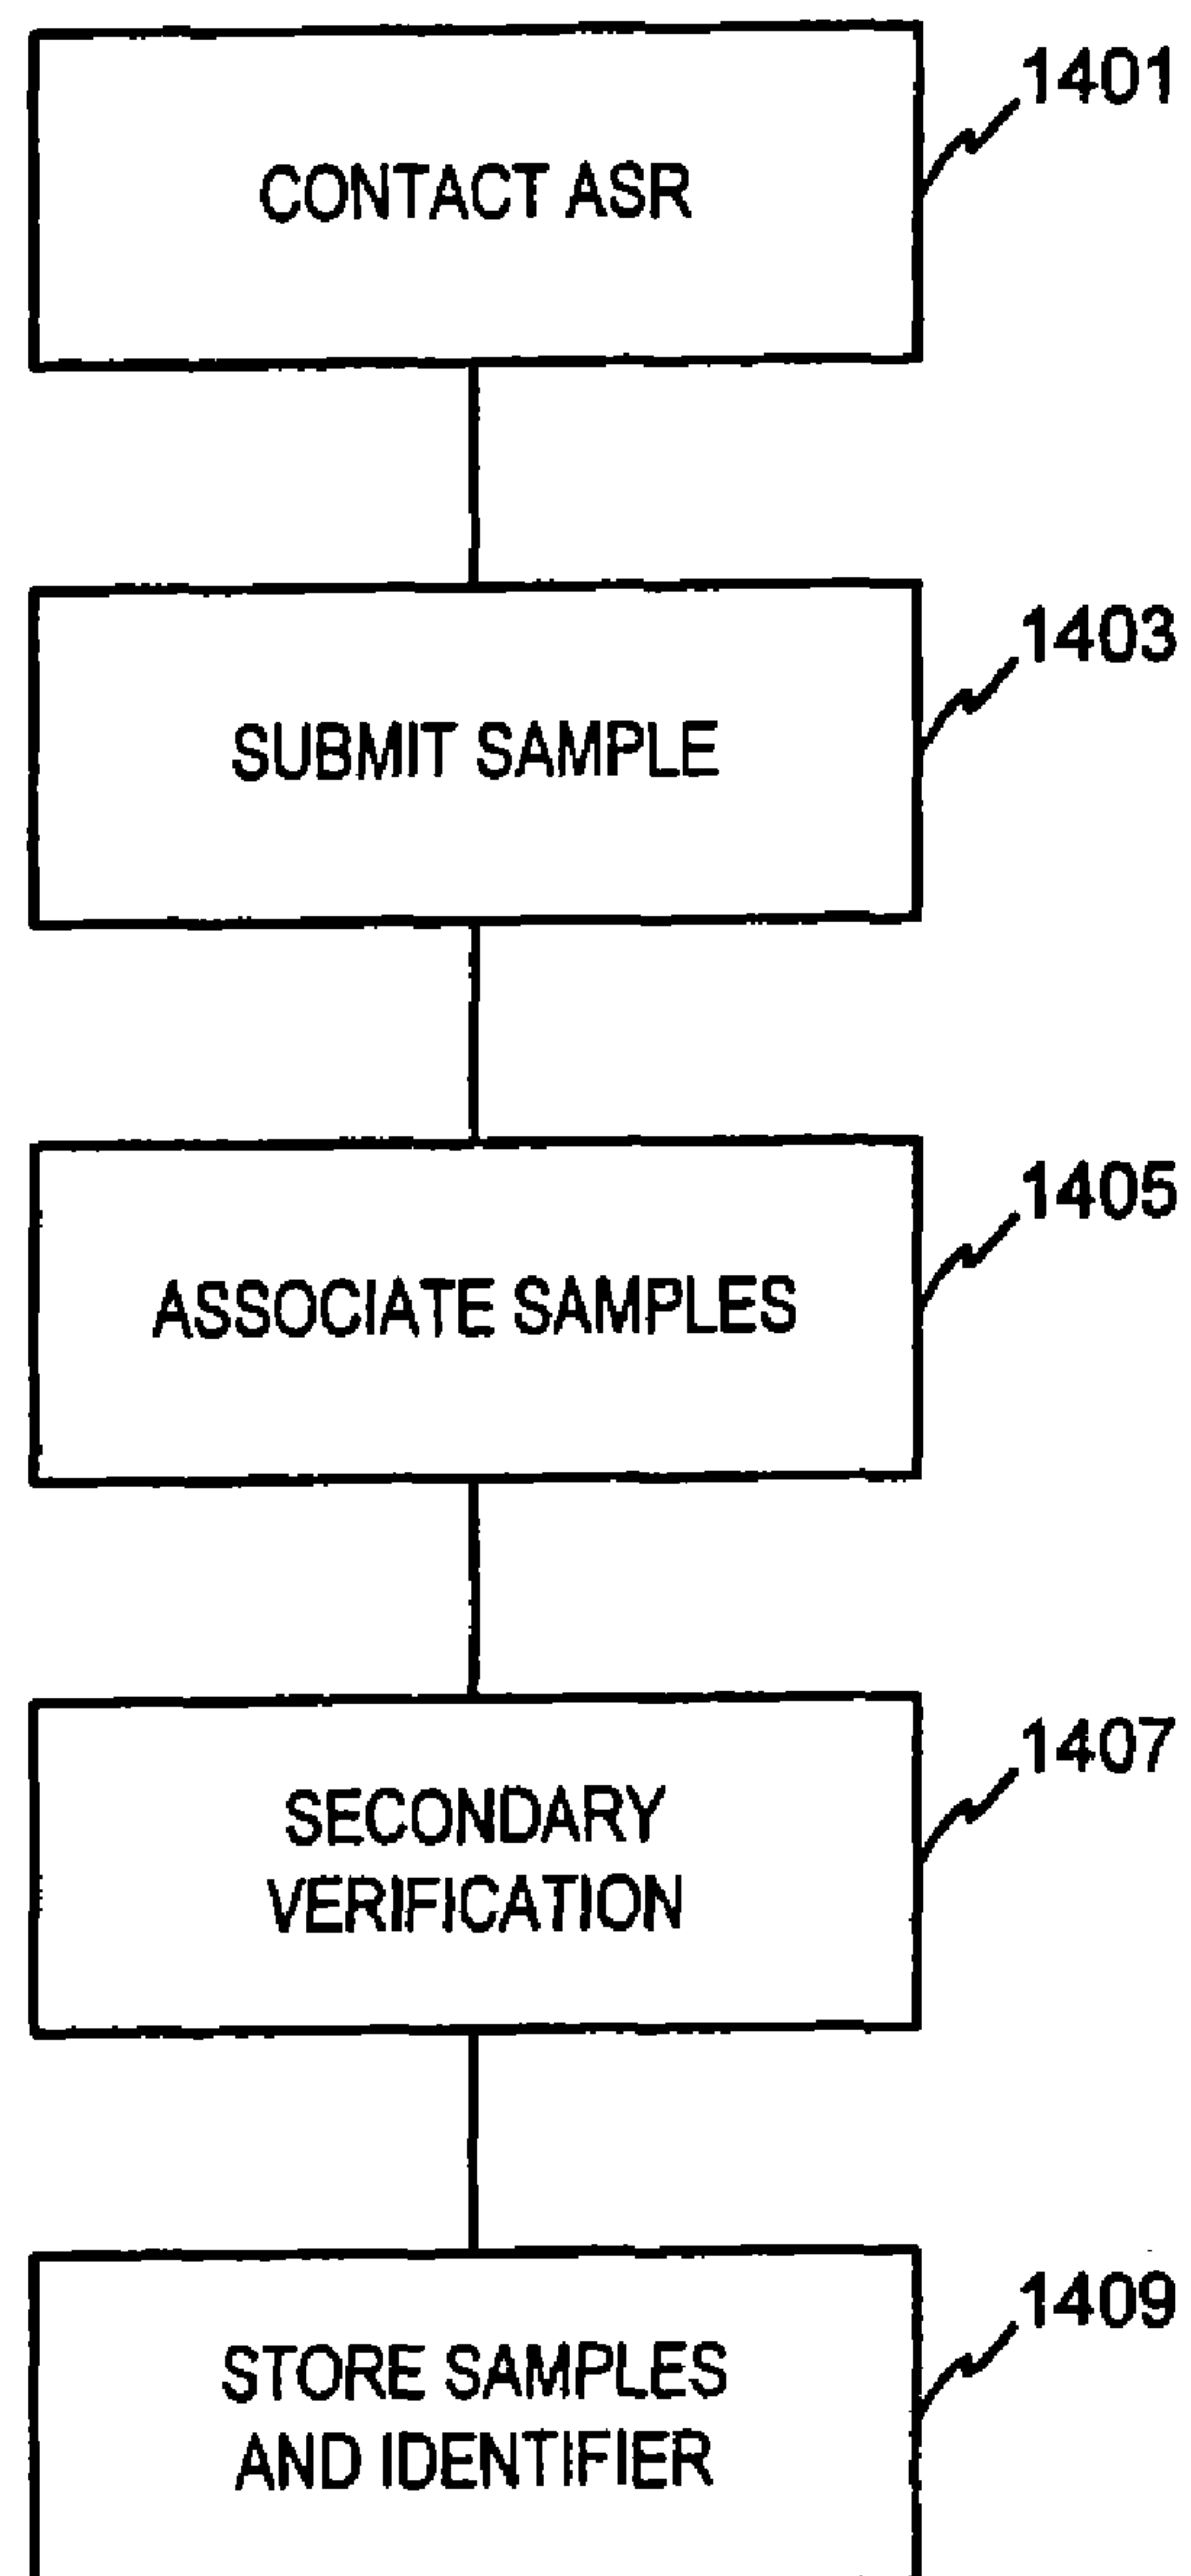 1401
CONTACT ASR
1403
SUBMIT SAMPLE
1405
ASSOCIATE SAMPLES
1407
SECONDARY
VERIFICATION
1409
STORE SAMPLES
AND IDENTIFIER